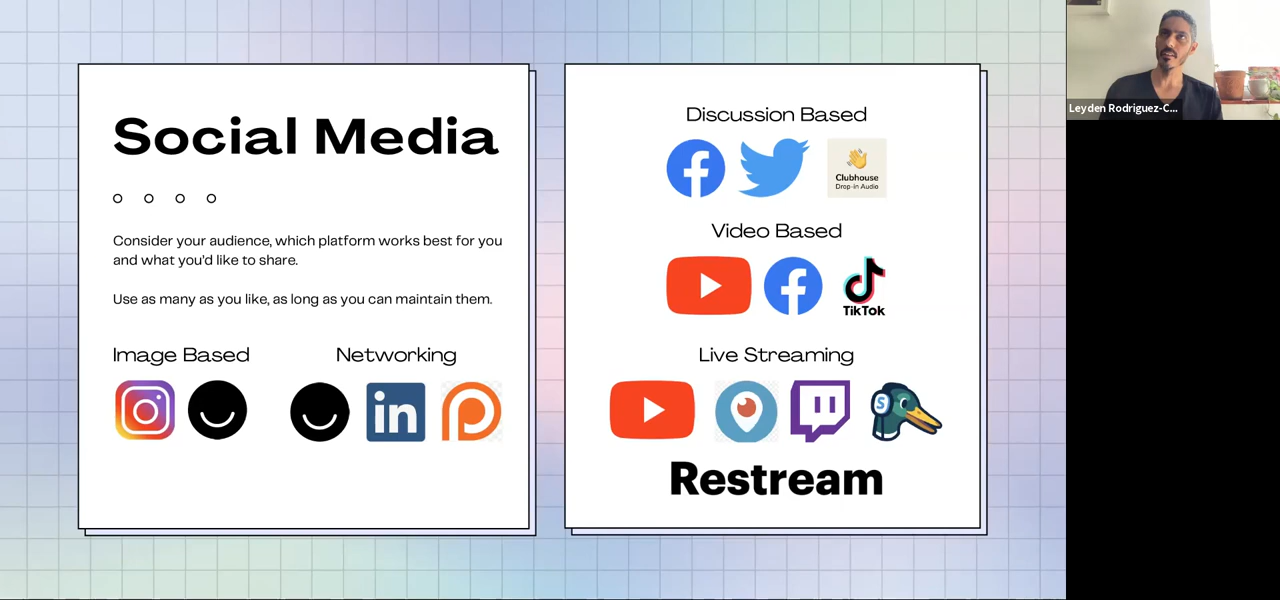 Social Media
Consider your audience, which platform works best for you
and what you'd like to share.
Use as many as you like, as long as you can maintain them.
Image Based
Networking
in
Discussion Based
Clubhouse
Drop-in Audio
Video Based
TikTok
Live Streaming
S
Restream
Leyden Rodriguez-C...